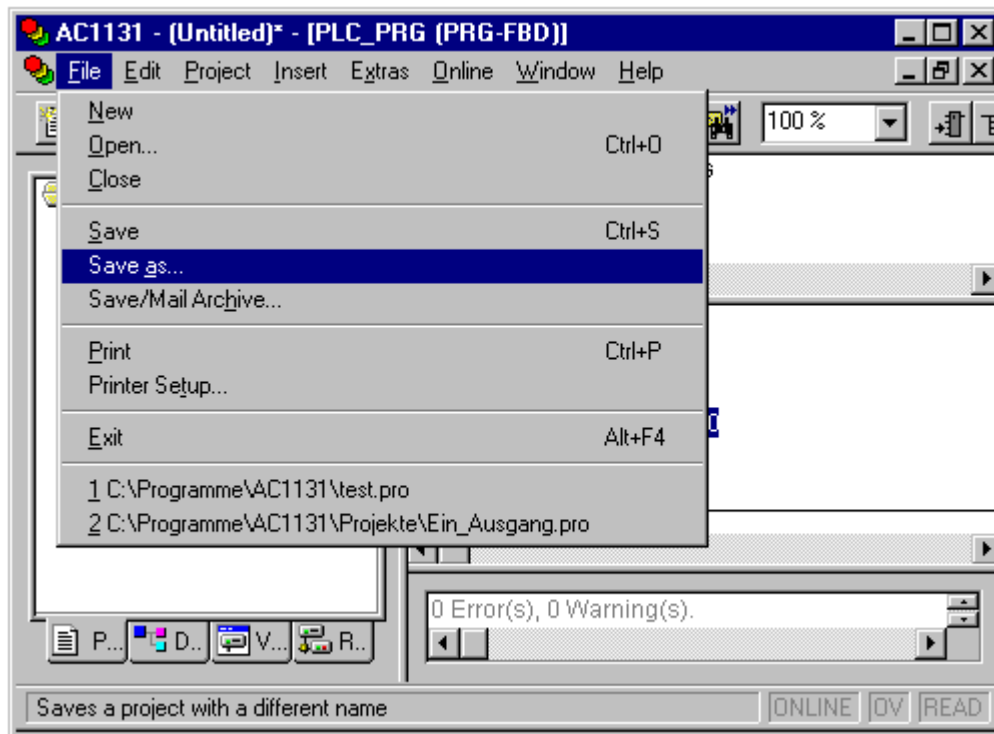 AC1131 - (Untitled)* - [PLC_PRG (PRG-FBD)]
File Edit Project Insert Extras Online Window Help
100 %
New
Open... Ctrl+O
Close
Save Ctrl+S
Save as...
Save/Mail Archive...
Print Ctrl+P
Printer Setup...
Exit Alt+F4
1 C:\Programme\AC1131\test.pro
2 C:\Programme\AC1131\Projekte\Ein_Ausgang.pro
0 Error(s), 0 Warning(s).
P... D... V... R...
Saves a project with a different name ONLINE OV READ